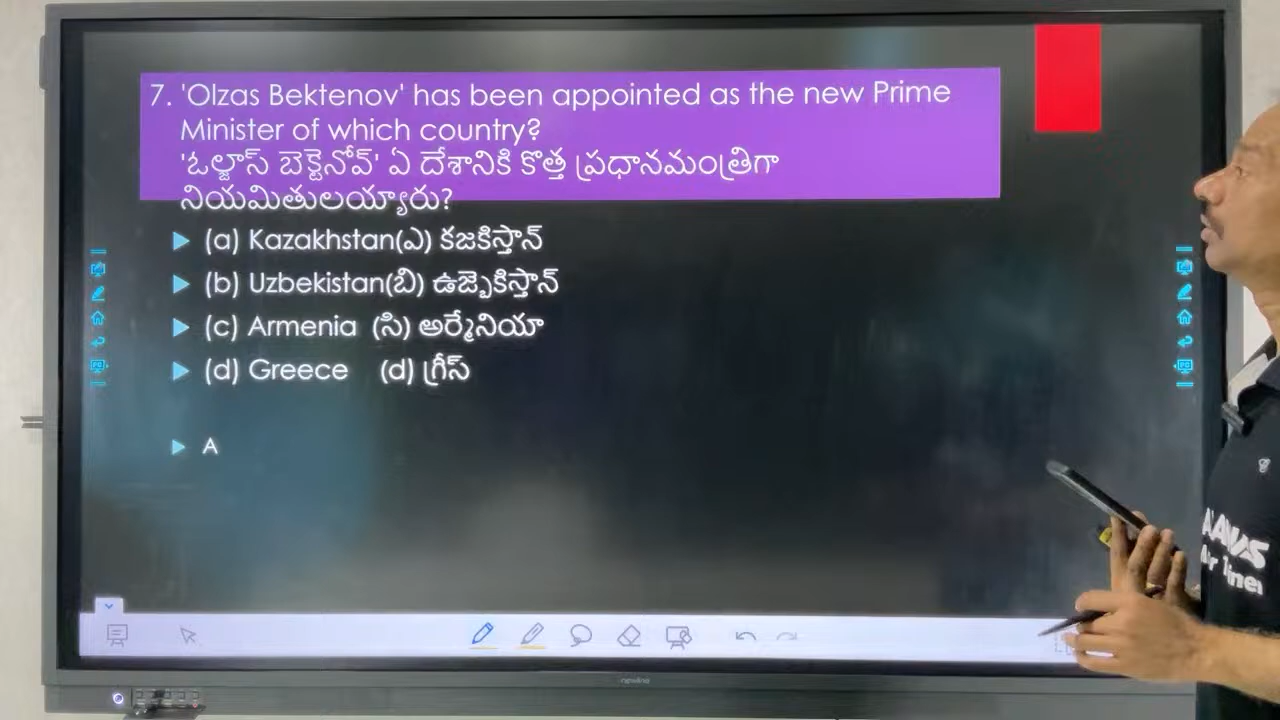 7. 'Olzas Bektenov' has been appointed as the new Prime
Minister of which country?
'ఓల్జాస్ బెక్టెనోవ్' ఏ దేశానికి కొత్త ప్రధానమంత్రిగా
నియమితులయ్యారు?
(a) Kazakhstan(ఎ) కజకిస్తాన్
(b) Uzbekistan(బి) ఉజ్బెకిస్తాన్
(c) Armenia (సి) అర్మేనియా
(d) Greece (d) గ్రీస్
A
newline